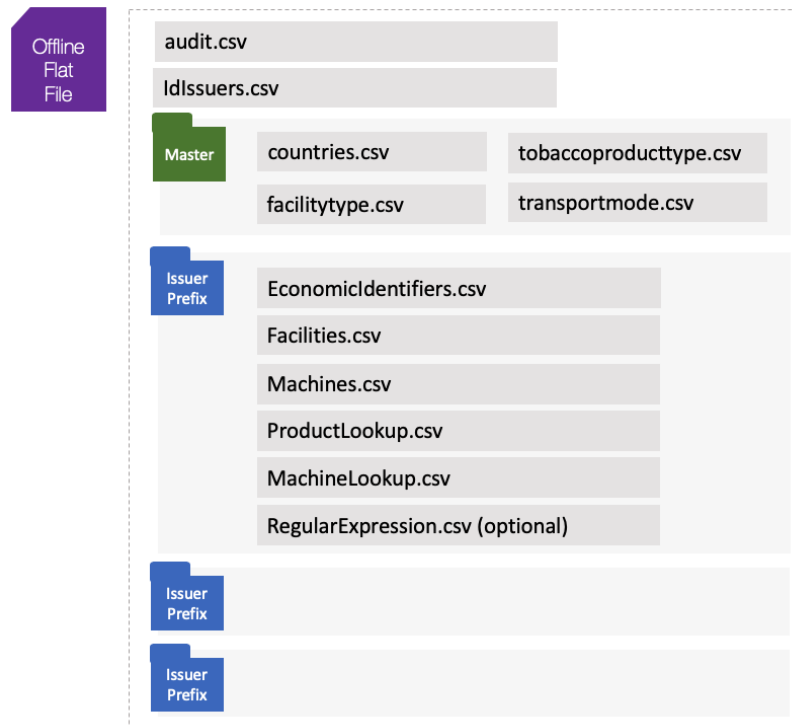 Offline
Flat
File
audit.csv
IdIssuers.csv
Master
countries.csv
tobaccoproducttype.csv
facilitytype.csv
transportmode.csv
Issuer
Prefix
EconomicIdentifiers.csv
Facilities.csv
Machines.csv
ProductLookup.csv
MachineLookup.csv
RegularExpression.csv (optional)
Issuer
Prefix
Issuer
Prefix